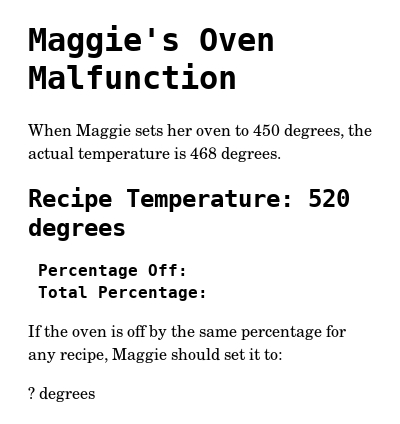 Maggie's Oven
Malfunction
When Maggie sets her oven to 450 degrees, the
actual temperature is 468 degrees.
Recipe Temperature: 520
degrees
Percentage Off:
Total Percentage:
If the oven is off by the same percentage for
any recipe, Maggie should set it to:
? degrees